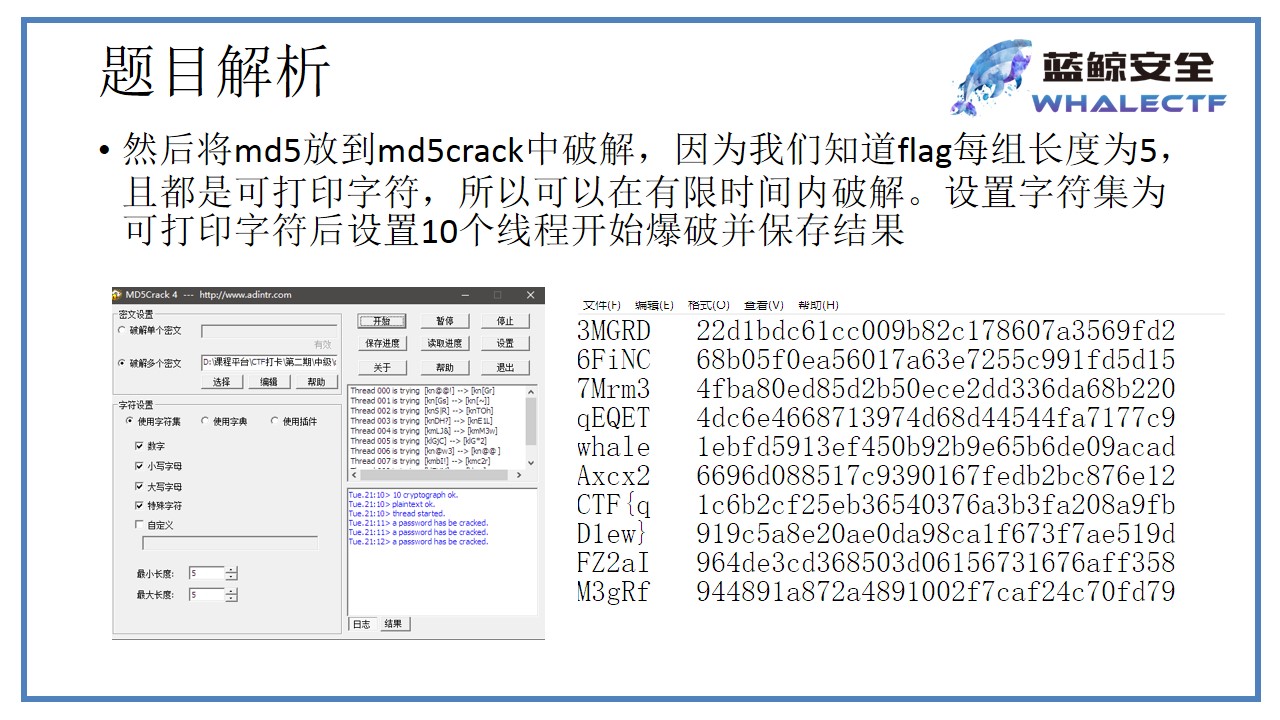 题目解析
蓝鲸安全
WHALECTF
• 然后将md5放到md5crack中破解，因为我们知道flag每组长度为5，
且都是可打印字符，所以可以在有限时间内破解。设置字符集为
可打印字符后设置10个线程开始爆破并保存结果
MD5Crack 4 --- http://www.adintr.com
密文设置
破解单个密文
有效
破解多个密文 D:\课程平台\CTF打卡\第二期\中级\
选择 编辑 帮助
字符设置
使用字符集 使用字典 使用插件
数字
小写字母
大写字母
特殊字符
自定义
最小长度: 5
最大长度: 5
开始 暂停 停止
保存进度 读取进度 设置
关于 帮助 退出
Thread 000 is trying [kn@@!] --> [kn[Gr]
Thread 001 is trying [kn[Gs] --> [kn[~]]
Thread 002 is trying [knS|R] --> [knTOh]
Thread 003 is trying [knDH?] --> [knE1L]
Thread 004 is trying [kmLJ&] --> [kmM3w]
Thread 005 is trying [klGjC] --> [klG*2]
Thread 006 is trying [kn@w3] --> [kn@@ ]
Thread 007 is trying [kmb!!] --> [kmc2r]
Tue.21:10> 10 cryptograph ok.
Tue.21:10> plaintext ok.
Tue.21:10> thread started.
Tue.21:11> a password has be cracked.
Tue.21:11> a password has be cracked.
Tue.21:12> a password has be cracked.
日志 结果
文件(F) 编辑(E) 格式(O) 查看(V) 帮助(H)
3MGRD 22d1bdc61cc009b82c178607a3569fd2
6FiNC 68b05f0ea56017a63e7255c991fd5d15
7Mrm3 4fba80ed85d2b50ece2dd336da68b220
qEQET 4dc6e4668713974d68d44544fa7177c9
whale 1ebfd5913ef450b92b9e65b6de09acad
Axcx2 6696d088517c9390167fedb2bc876e12
CTF{q 1c6b2cf25eb36540376a3b3fa208a9fb
D1ew} 919c5a8e20ae0da98ca1f673f7ae519d
FZ2aI 964de3cd368503d06156731676aff358
M3gRf 944891a872a4891002f7caf24c70fd79